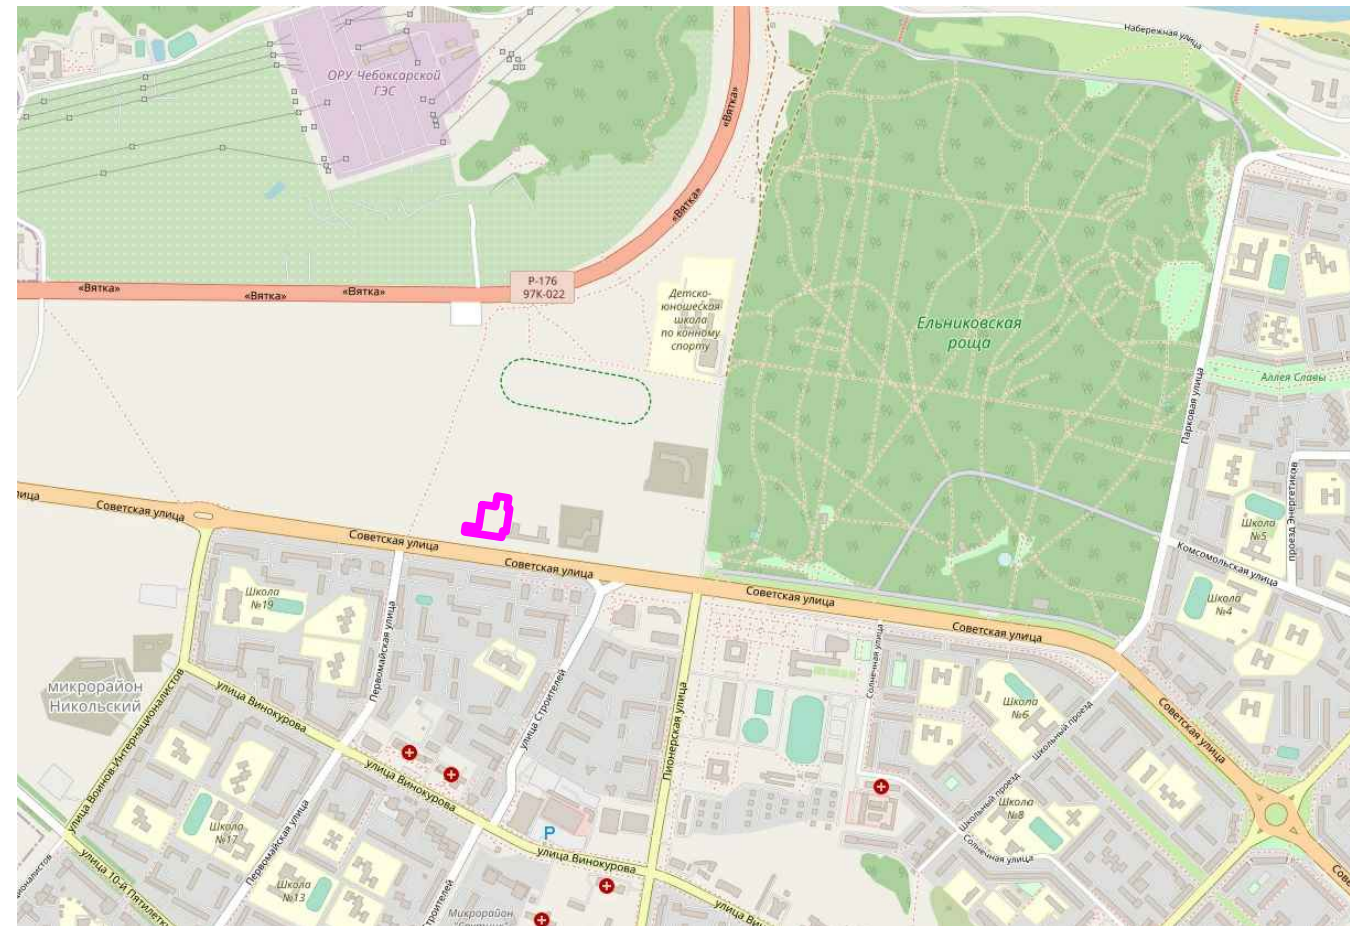 Набережная улица
ОРУ Чебоксарской
ГЭС
«Вятка»
«Вятка»
«Вятка»
«Вятка»
«Вятка»
Р-176
97К-022
Детско-
юношеская
школа
по конному
спорту
Ельниковская
роща
Аллея Славы
Парковая улица
проезд Энергетиков
Школа
№5
Комсомольская улица
Школа
№4
Советская улица
Советская улица
Советская улица
Советская улица
Советская улица
Советская улица
Школа
№19
Первомайская улица
микрорайон
Никольский
улица Воинов-Интернационалистов
улица Винокурова
улица Строителей
Пионерская улица
Солнечная улица
Школа
№6
Школьный проезд
улица Винокурова
Школа
№17
Первомайская улица
Школьный проезд
Школа
№8
Солнечная улица
P
улица Винокурова
улица 10-й Пятилетки
Школа
№13
Микрорайон